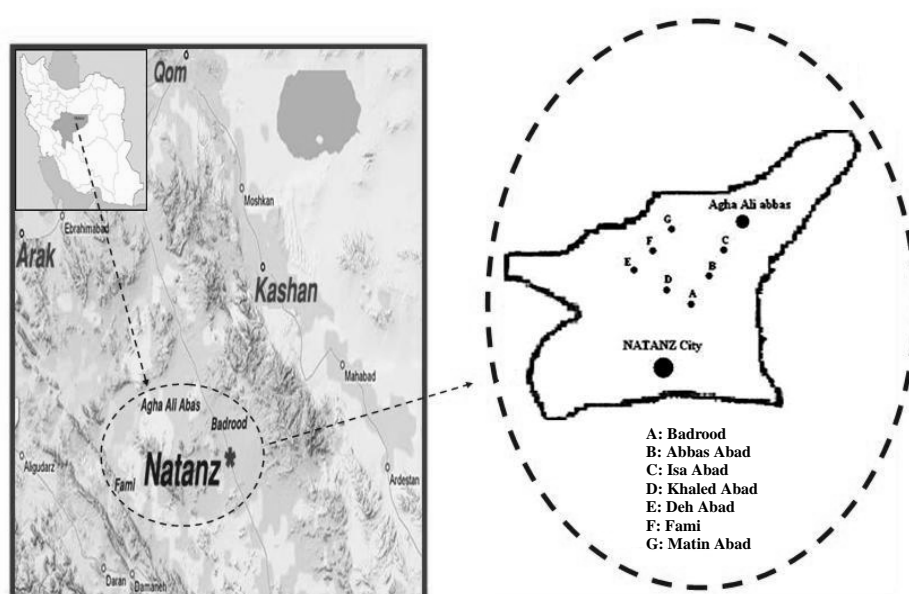 Qom
Moshkan
Ebrahimabad
Arak
Kashan
Mahabad
Agha Ali Abas
Badrood
Natanz*
Aligudarz
Fami
Ardestan
Daran
Damaneh
Agha Ali abbas
G
F
C
E
B
D
A
NATANZ City
A: Badrood
B: Abbas Abad
C: Isa Abad
D: Khaled Abad
E: Deh Abad
F: Fami
G: Matin Abad